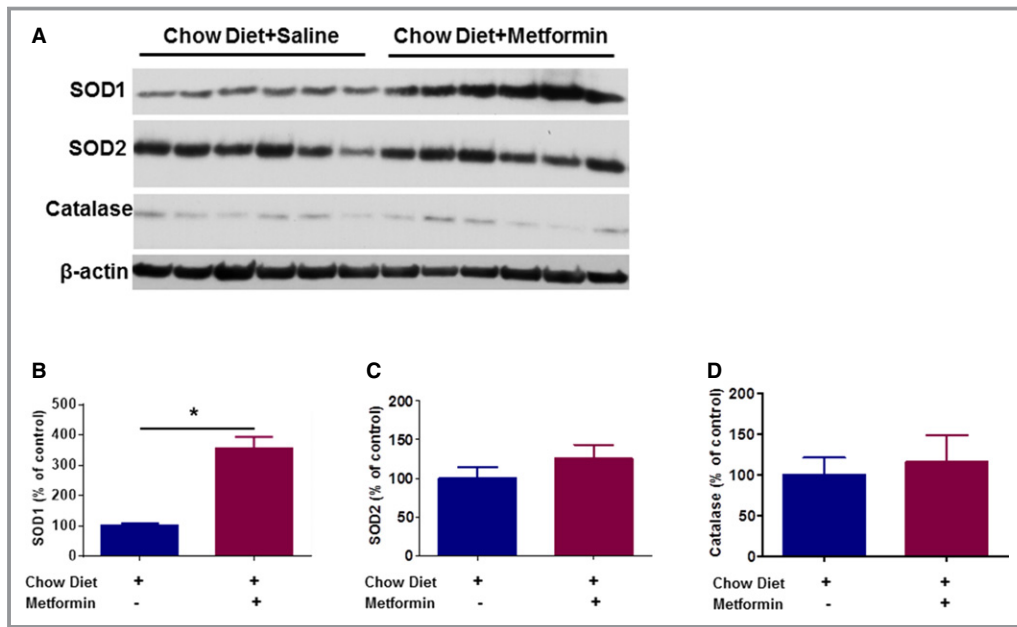 A
Chow Diet+Saline Chow Diet+Metformin
SOD1
SOD2
Catalase
β-actin
B
SOD1 (% of control)
500
400
300
200
100
0
*
Chow Diet + +
Metformin - +
C
SOD2 (% of control)
200
150
100
50
0
Chow Diet + +
Metformin - +
D
Catalase (% of control)
200
150
100
50
0
Chow Diet + +
Metformin - +